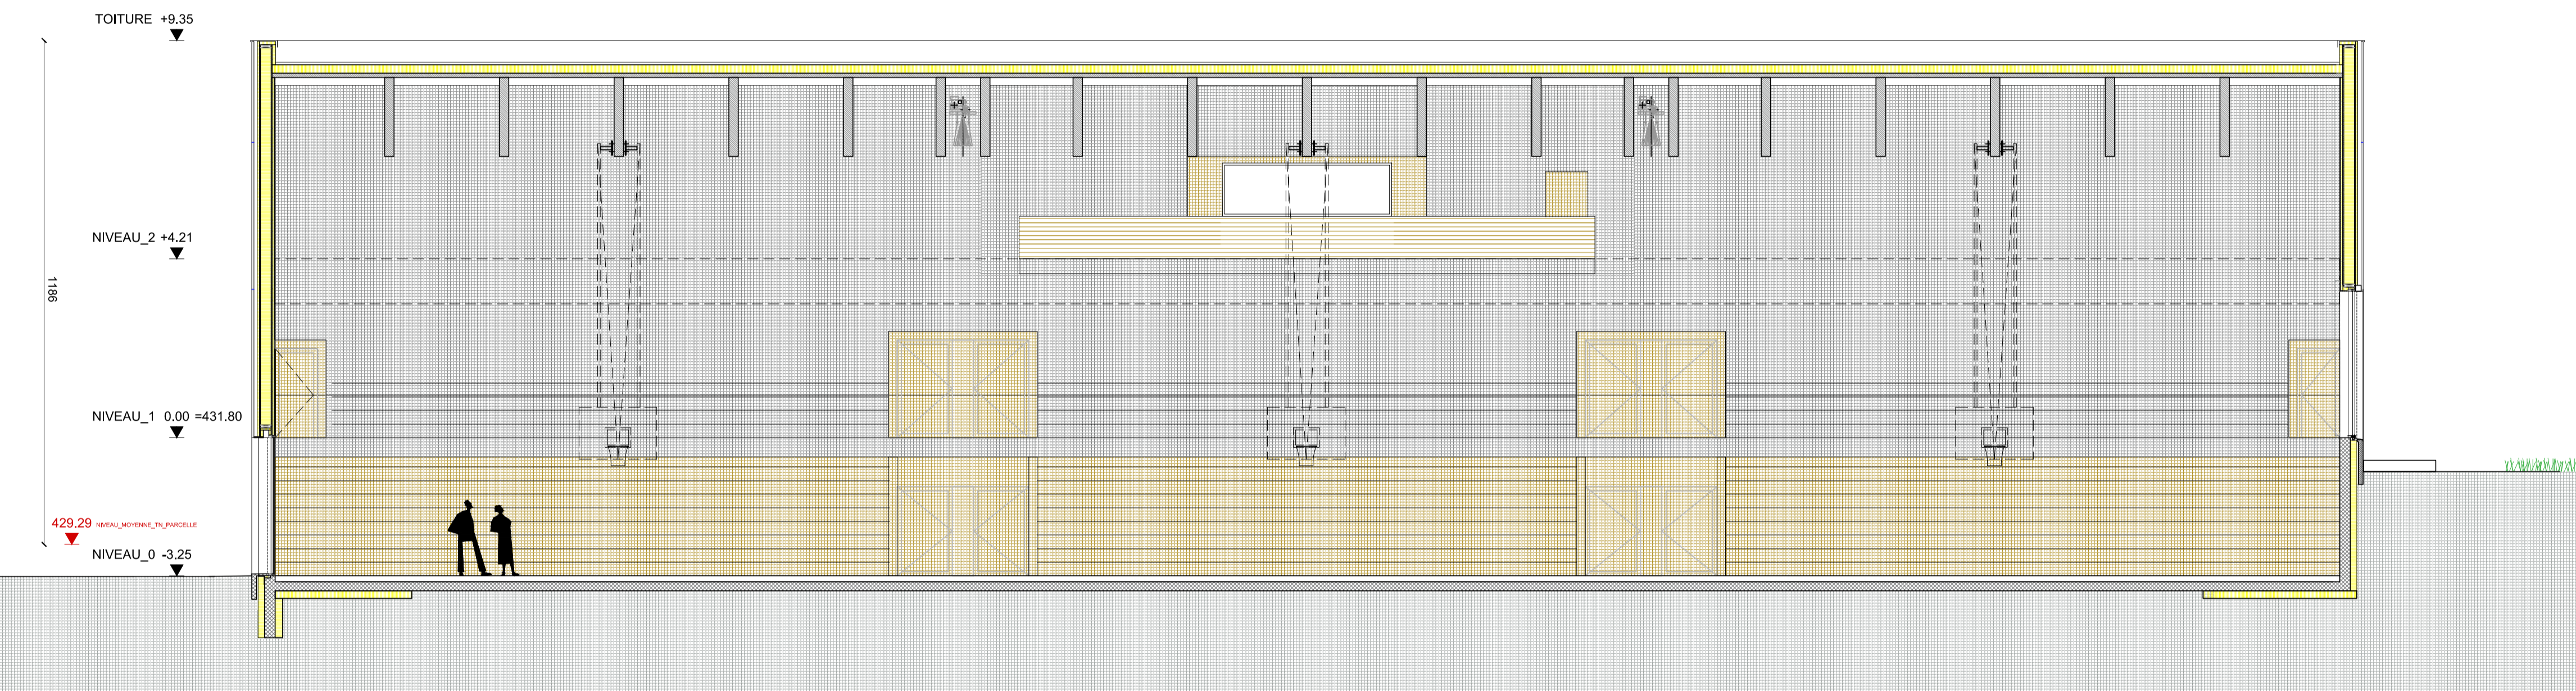 TOITURE +9.35
NIVEAU_2 +4.21
1186
NIVEAU_1 0.00 =431.80
429.29 NIVEAU_MOYENNE_TN_PARCELLE
NIVEAU_0 -3.25